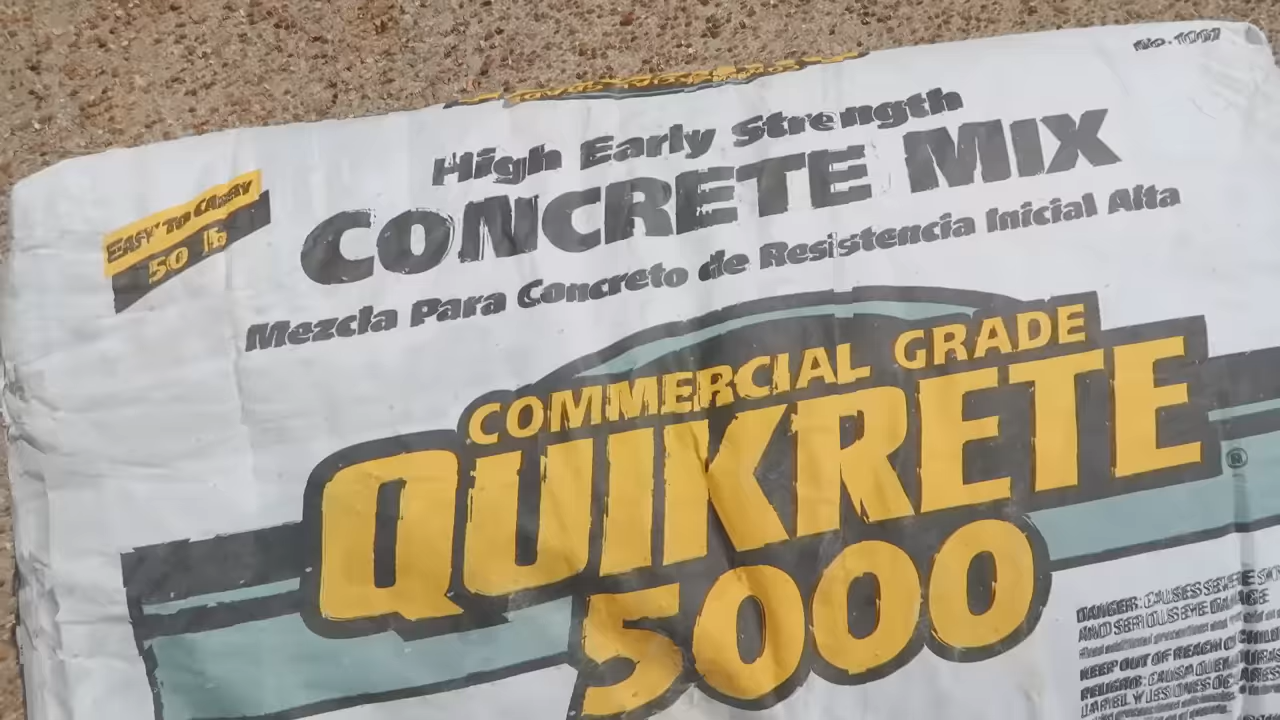 No. 1007
High Early Strength
CONCRETE MIX
Mezcla Para Concreto de Resistencia Inicial Alta
EASY TO CARRY
50 lb
COMMERCIAL GRADE
QUIKRETE®
5000
DANGER: CAUSES SEVERE
AND SERIOUS EYE DAMAGE
KEEP OUT OF REACH OF
PELIGRO: CAUSA